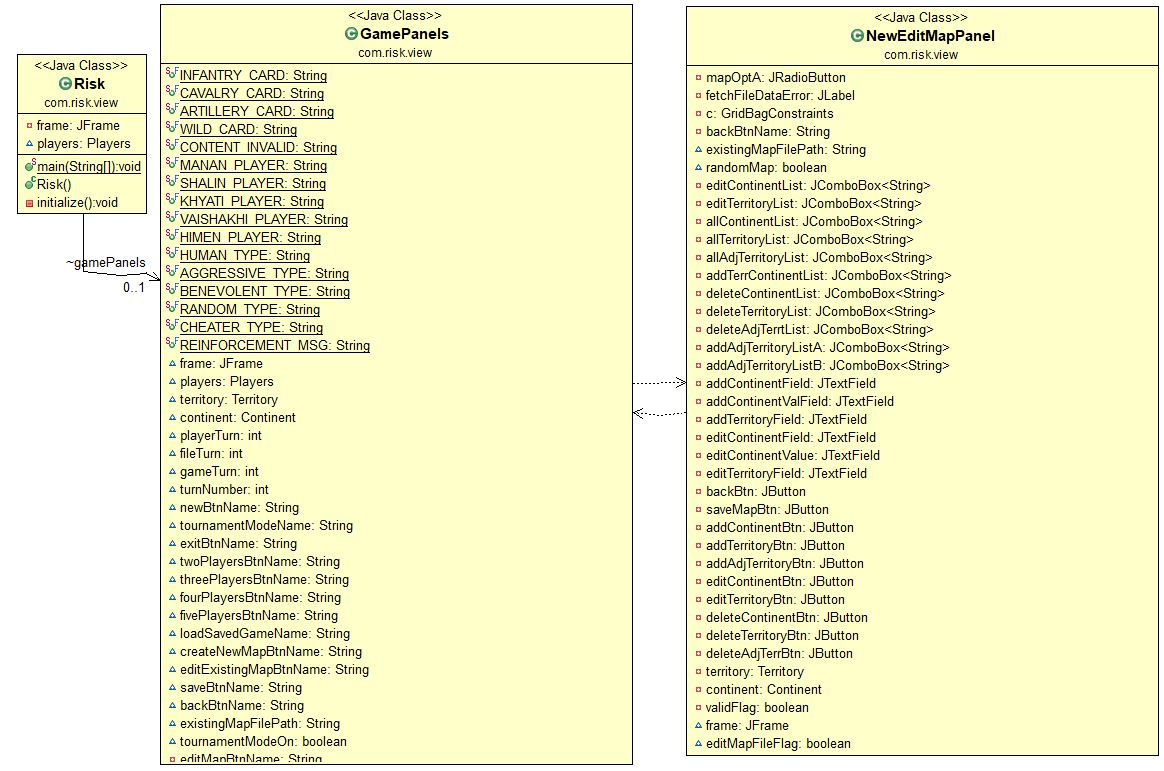 <<Java Class>>
Risk
com.risk.view
frame: JFrame
players: Players
main(String[]):void
Risk()
initialize():void
~gamePanels
0..1
<<Java Class>>
GamePanels
com.risk.view
INFANTRY_CARD: String
CAVALRY_CARD: String
ARTILLERY_CARD: String
WILD_CARD: String
CONTENT_INVALID: String
MANAN_PLAYER: String
SHALIN_PLAYER: String
KHYATI_PLAYER: String
VAISHAKHI_PLAYER: String
HIMEN_PLAYER: String
HUMAN_TYPE: String
AGGRESSIVE_TYPE: String
BENEVOLENT_TYPE: String
RANDOM_TYPE: String
CHEATER_TYPE: String
REINFORCEMENT_MSG: String
frame: JFrame
players: Players
territory: Territory
continent: Continent
playerTurn: int
fileTurn: int
gameTurn: int
turnNumber: int
newBtnName: String
tournamentModeName: String
exitBtnName: String
twoPlayersBtnName: String
threePlayersBtnName: String
fourPlayersBtnName: String
fivePlayersBtnName: String
loadSavedGameName: String
createNewMapBtnName: String
editExistingMapBtnName: String
saveBtnName: String
backBtnName: String
existingMapFilePath: String
tournamentModeOn: boolean
editMapBtnName: String
<<Java Class>>
NewEditMapPanel
com.risk.view
mapOptA: JRadioButton
fetchFileDataError: JLabel
c: GridBagConstraints
backBtnName: String
existingMapFilePath: String
randomMap: boolean
editContinentList: JComboBox<String>
editTerritoryList: JComboBox<String>
allContinentList: JComboBox<String>
allTerritoryList: JComboBox<String>
allAdjTerritoryList: JComboBox<String>
addTerrContinentList: JComboBox<String>
deleteContinentList: JComboBox<String>
deleteTerritoryList: JComboBox<String>
deleteAdjTerrtList: JComboBox<String>
addAdjTerritoryListA: JComboBox<String>
addAdjTerritoryListB: JComboBox<String>
addContinentField: JTextField
addContinentValField: JTextField
addTerritoryField: JTextField
editContinentField: JTextField
editContinentValue: JTextField
editTerritoryField: JTextField
backBtn: JButton
saveMapBtn: JButton
addContinentBtn: JButton
addTerritoryBtn: JButton
addAdjTerritoryBtn: JButton
editContinentBtn: JButton
editTerritoryBtn: JButton
deleteContinentBtn: JButton
deleteTerritoryBtn: JButton
deleteAdjTerrBtn: JButton
territory: Territory
continent: Continent
validFlag: boolean
frame: JFrame
editMapFileFlag: boolean